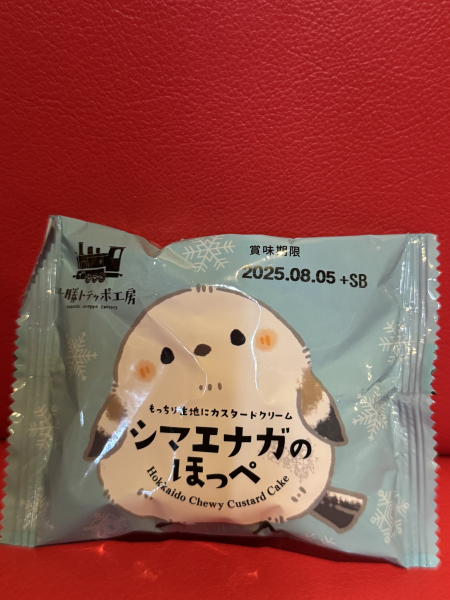 賞味期限
2025.08.05 +SB
十勝トテッポ工房
もっちり生地にカスタードクリーム
シマエナガの
ほっぺ
Hokkaido Chewy Custard Cake